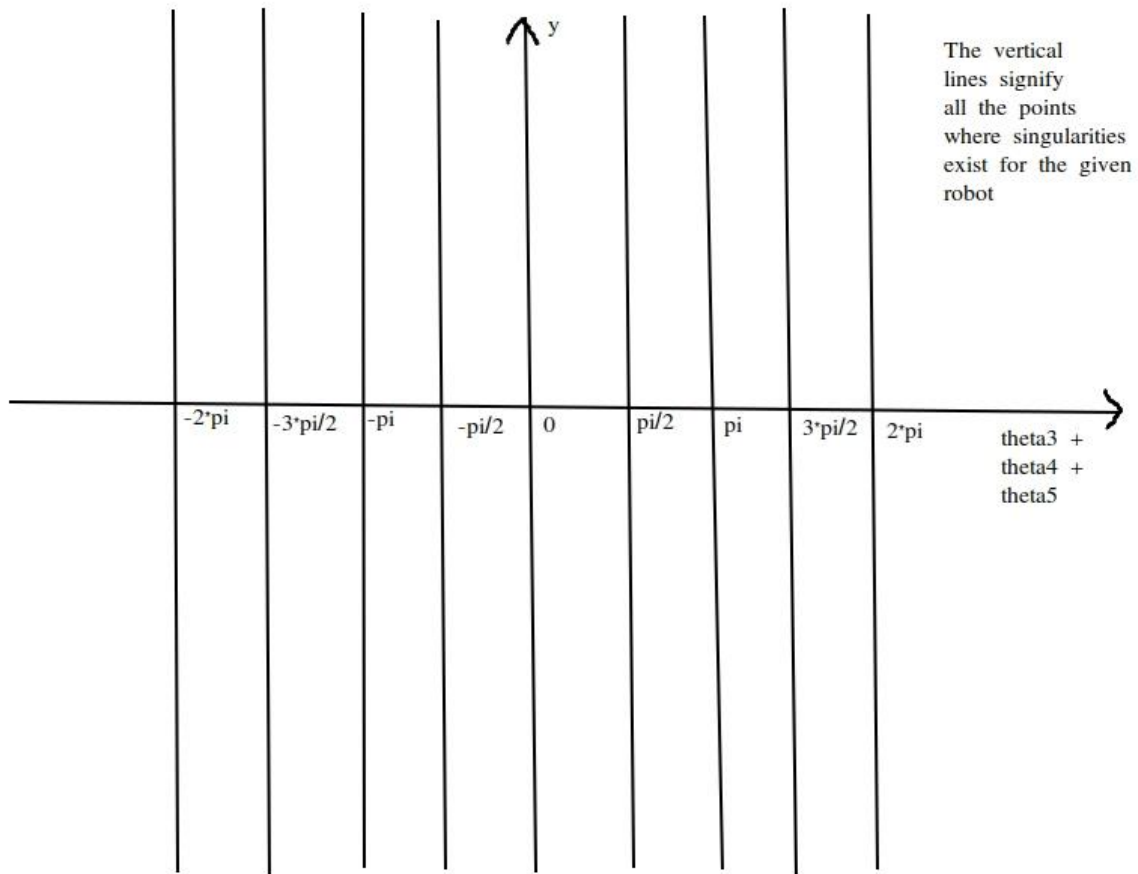 y
The vertical
lines signify
all the points
where singularities
exist for the given
robot
-2*pi
-3*pi/2
-pi
-pi/2
0
pi/2
pi
3*pi/2
2*pi
theta3 +
theta4 +
theta5